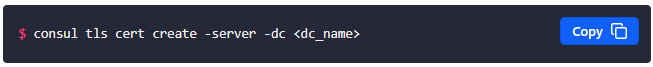 $ consul tls cert create -server -dc <dc_name>
Copy